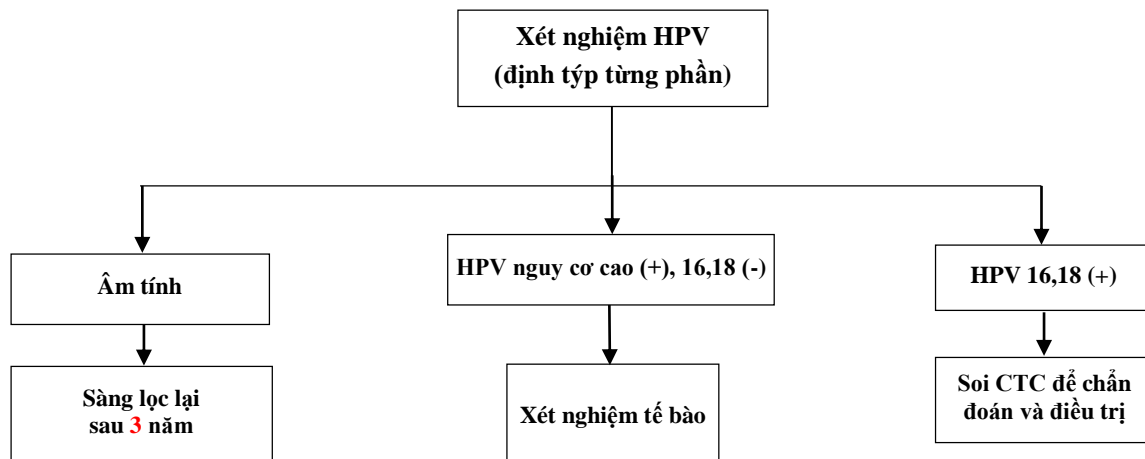 Xét nghiệm HPV
(định týp từng phần)
Âm tính
HPV nguy cơ cao (+), 16,18 (-)
HPV 16,18 (+)
Sàng lọc lại
sau 3 năm
Xét nghiệm tế bào
Soi CTC để chẩn
đoán và điều trị